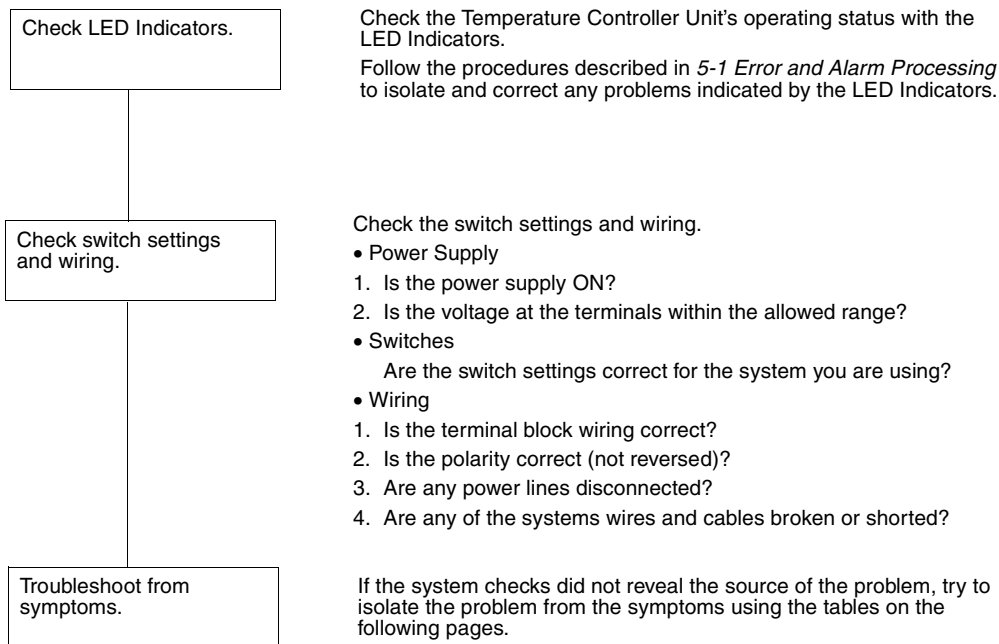 Check LED Indicators.
Check the Temperature Controller Unit's operating status with the
LED Indicators.
Follow the procedures described in 5-1 Error and Alarm Processing
to isolate and correct any problems indicated by the LED Indicators.
Check switch settings
and wiring.
Check the switch settings and wiring.
• Power Supply
1. Is the power supply ON?
2. Is the voltage at the terminals within the allowed range?
• Switches
Are the switch settings correct for the system you are using?
• Wiring
1. Is the terminal block wiring correct?
2. Is the polarity correct (not reversed)?
3. Are any power lines disconnected?
4. Are any of the systems wires and cables broken or shorted?
Troubleshoot from
symptoms.
If the system checks did not reveal the source of the problem, try to
isolate the problem from the symptoms using the tables on the
following pages.